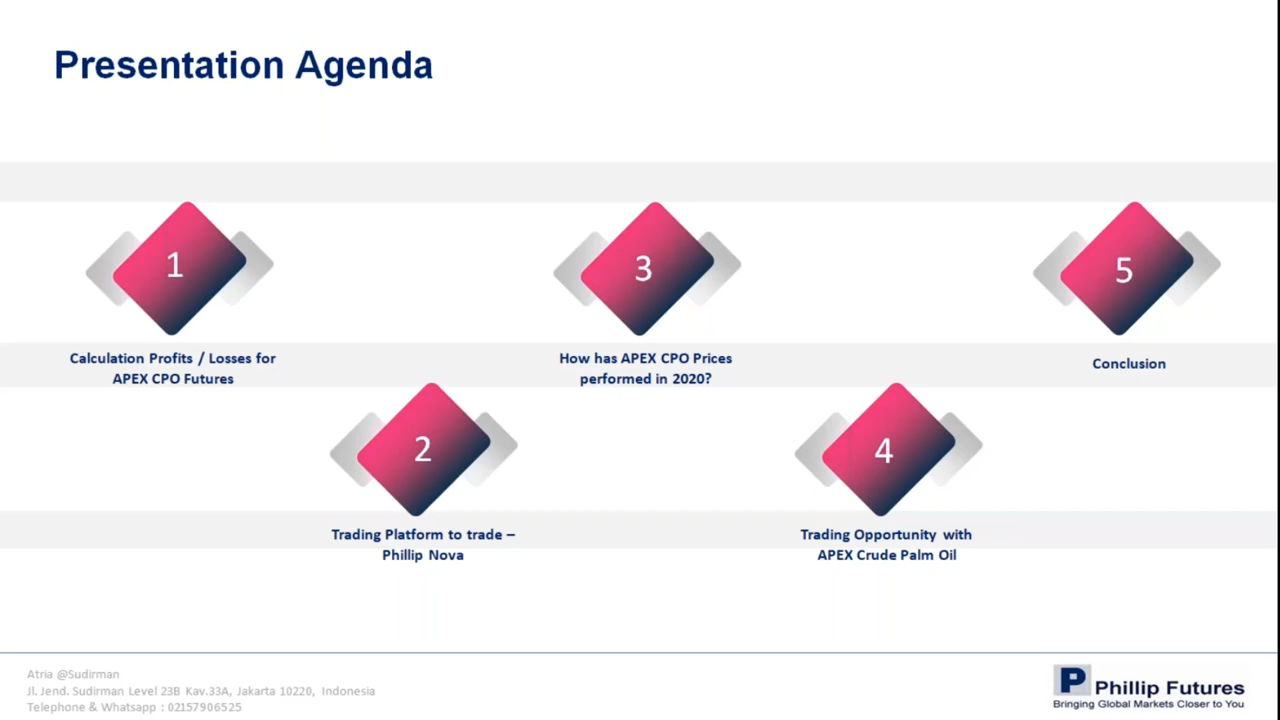 Presentation Agenda
1
Calculation Profits / Losses for
APEX CPO Futures
2
Trading Platform to trade –
Phillip Nova
3
How has APEX CPO Prices
performed in 2020?
4
Trading Opportunity with
APEX Crude Palm Oil
5
Conclusion
Atria @Sudirman
Jl. Jend. Sudirman Level 23B Kav.33A, Jakarta 10220, Indonesia
Telephone & Whatsapp : 02157906525
P Phillip Futures
Bringing Global Markets Closer to You